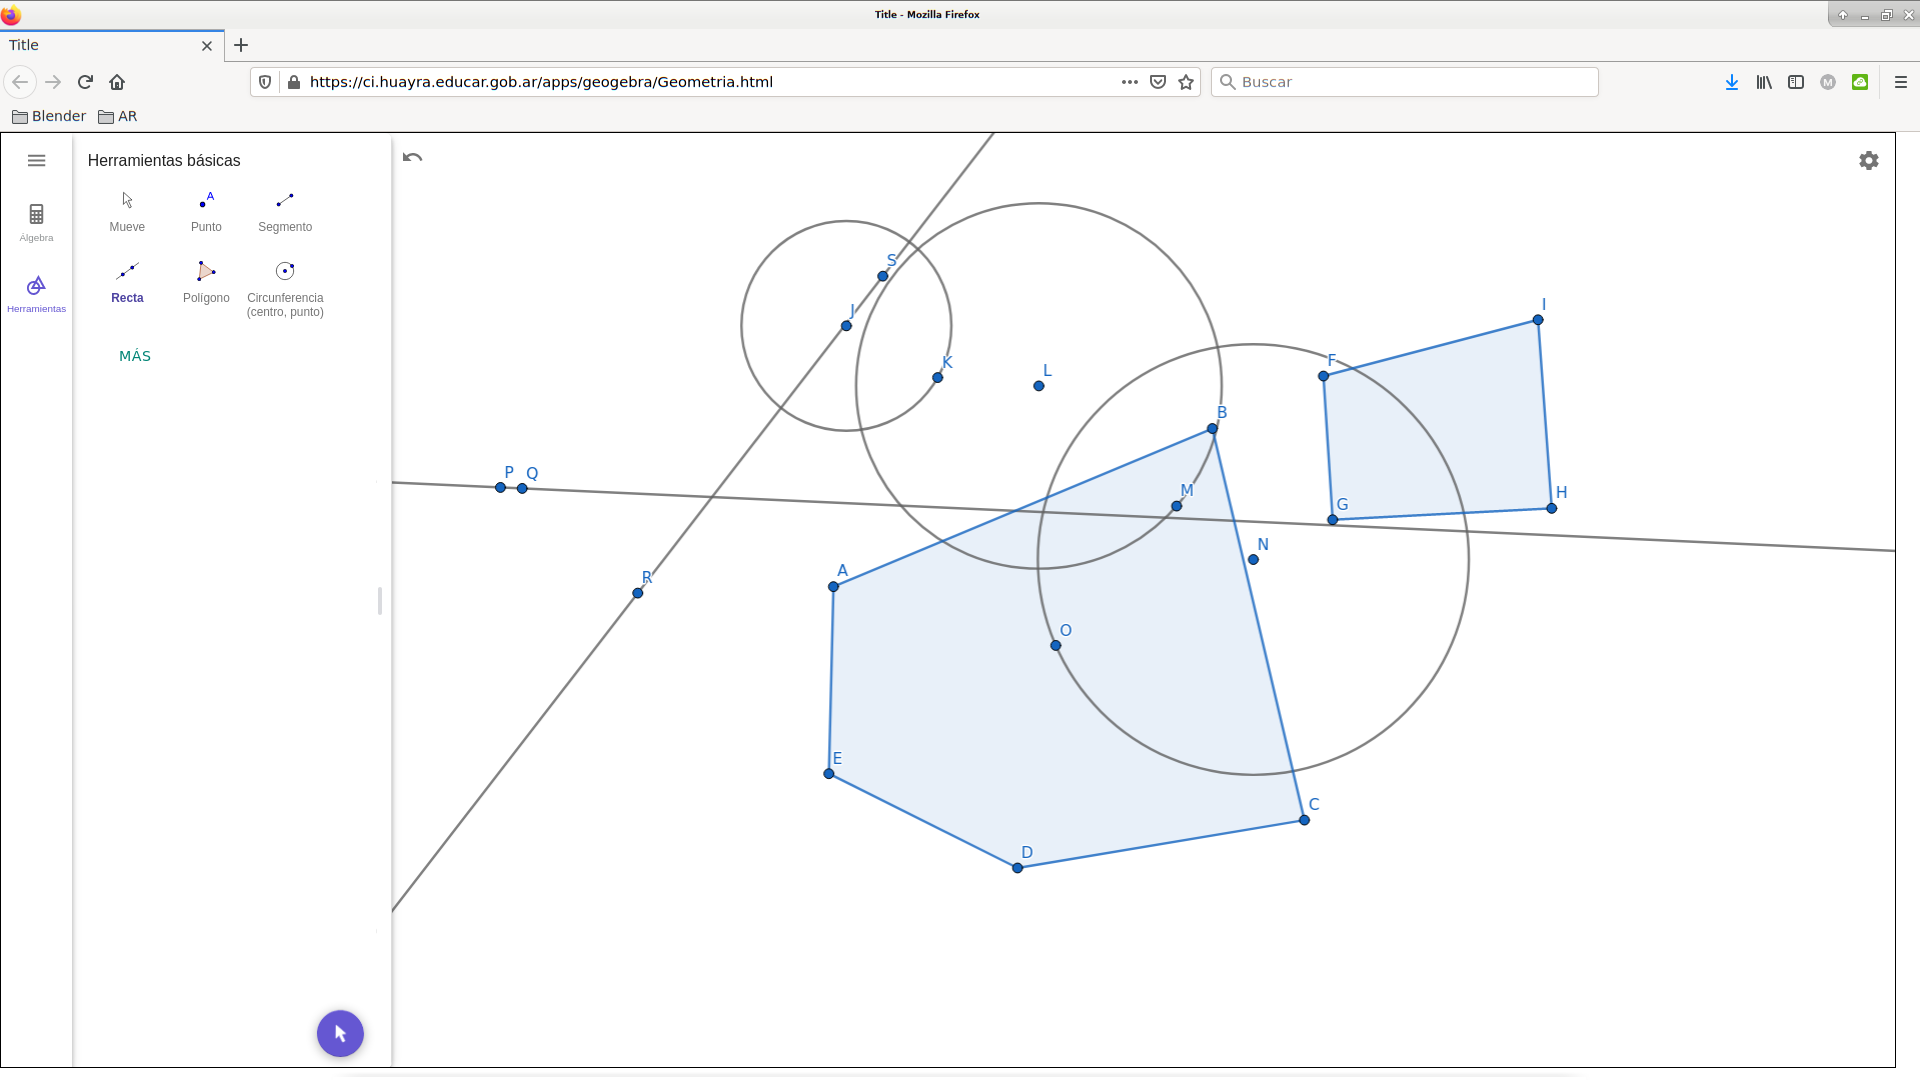 Title - Mozilla Firefox
Title
https://ci.huayra.educar.gob.ar/apps/geogebra/Geometria.html
Buscar
Blender
AR
Herramientas básicas
A
Mueve
Punto
Segmento
Álgebra
Recta
Polígono
Circunferencia
(centro, punto)
Herramientas
MÁS
S
J
K
L
I
F
B
P
Q
M
H
G
N
A
R
O
E
C
D
M